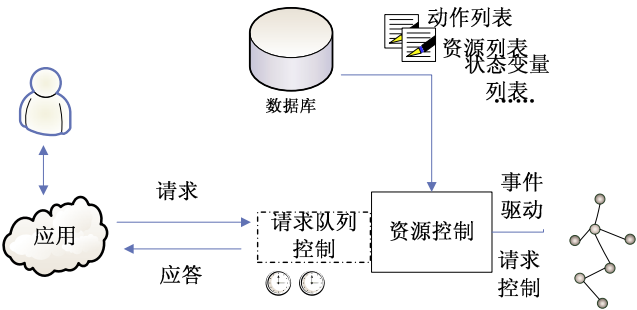 动作列表
资源列表
状态变量
列表......
数据库
请求
应用
应答
请求队列
控制
资源控制
事件
驱动
请求
控制